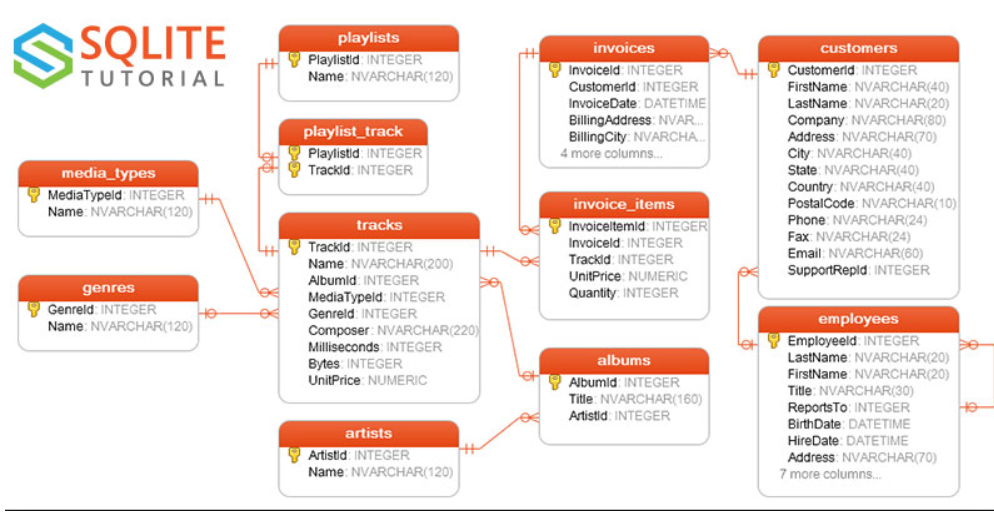 SQLITE
TUTORIAL
playlists
PlaylistId: INTEGER
Name: NVARCHAR(120)
playlist_track
PlaylistId: INTEGER
TrackId: INTEGER
media_types
MediaTypeId: INTEGER
Name: NVARCHAR(120)
genres
GenreId: INTEGER
Name: NVARCHAR(120)
tracks
TrackId: INTEGER
Name: NVARCHAR(200)
AlbumId: INTEGER
MediaTypeId: INTEGER
GenreId: INTEGER
Composer: NVARCHAR(220)
Milliseconds: INTEGER
Bytes: INTEGER
UnitPrice: NUMERIC
artists
ArtistId: INTEGER
Name: NVARCHAR(120)
invoices
InvoiceId: INTEGER
CustomerId: INTEGER
InvoiceDate: DATETIME
BillingAddress: NVAR...
BillingCity: NVARCHA...
4 more columns...
invoice_items
InvoiceItemId: INTEGER
InvoiceId: INTEGER
TrackId: INTEGER
UnitPrice: NUMERIC
Quantity: INTEGER
albums
AlbumId: INTEGER
Title: NVARCHAR(160)
ArtistId: INTEGER
customers
CustomerId: INTEGER
FirstName: NVARCHAR(40)
LastName: NVARCHAR(20)
Company: NVARCHAR(80)
Address: NVARCHAR(70)
City: NVARCHAR(40)
State: NVARCHAR(40)
Country: NVARCHAR(40)
PostalCode: NVARCHAR(10)
Phone: NVARCHAR(24)
Fax: NVARCHAR(24)
Email: NVARCHAR(60)
SupportRepId: INTEGER
employees
EmployeeId: INTEGER
LastName: NVARCHAR(20)
FirstName: NVARCHAR(20)
Title: NVARCHAR(30)
ReportsTo: INTEGER
BirthDate: DATETIME
HireDate: DATETIME
Address: NVARCHAR(70)
7 more columns...